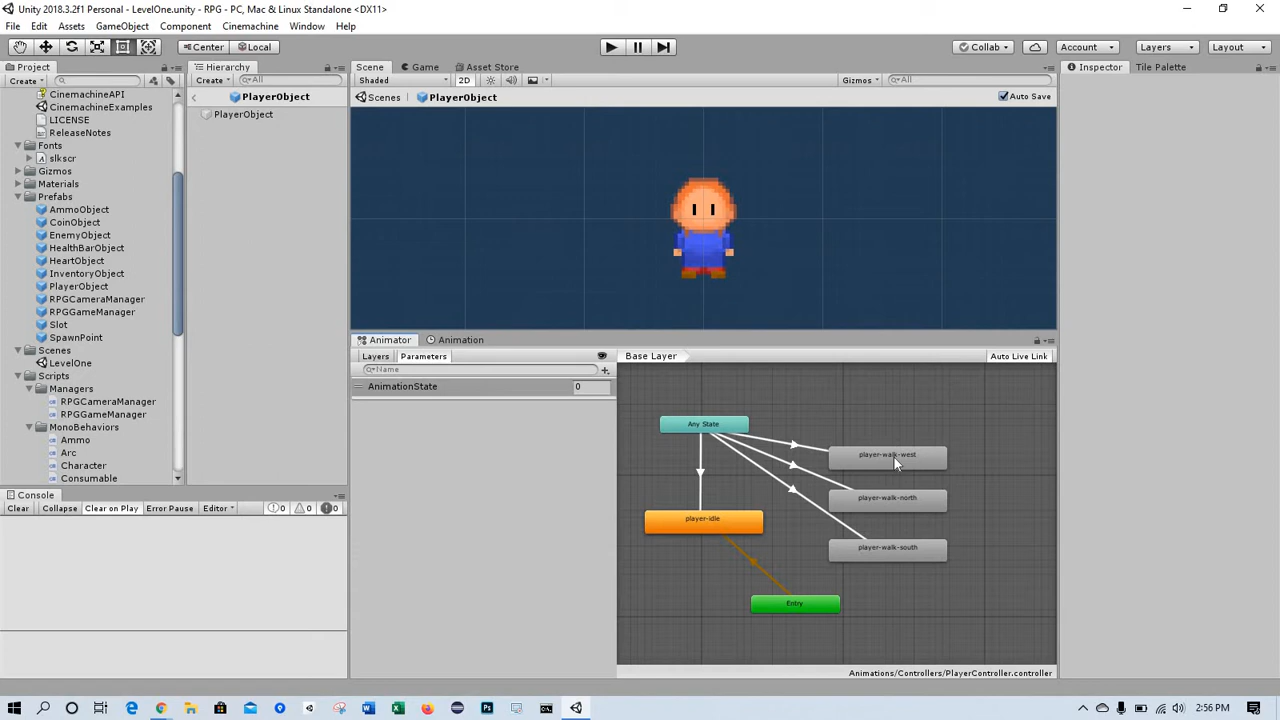 Unity 2018.3.2f1 Personal - LevelOne.unity - RPG - PC, Mac & Linux Standalone <DX11>
File Edit Assets GameObject Component Cinemachine Window Help
Center Local Collab Account Layers Layout
Project Hierarchy Scene Game Asset Store Inspector Tile Palette
Create Create All Shaded 2D Gizmos All
PlayerObject Scenes PlayerObject Auto Save
CinemachineAPI
CinemachineExamples
LICENSE
ReleaseNotes
Fonts
slkscr
Gizmos
Materials
Prefabs
AmmoObject
CoinObject
EnemyObject
HealthBarObject
HeartObject
InventoryObject
PlayerObject
RPGCameraManager
RPGGameManager
Slot
SpawnPoint
Scenes
LevelOne
Scripts
Managers
RPGCameraManager
RPGGameManager
MonoBehaviors
Ammo
Arc
Character
Consumable
PlayerObject
Animator Animation
Layers Parameters Base Layer Auto Live Link
Name
AnimationState 0
Any State
player-walk-west
player-walk-north
player-idle
player-walk-south
Entry
Animations/Controllers/PlayerController.controller
Console
Clear Collapse Clear on Play Error Pause Editor 0 0 0
2:56 PM